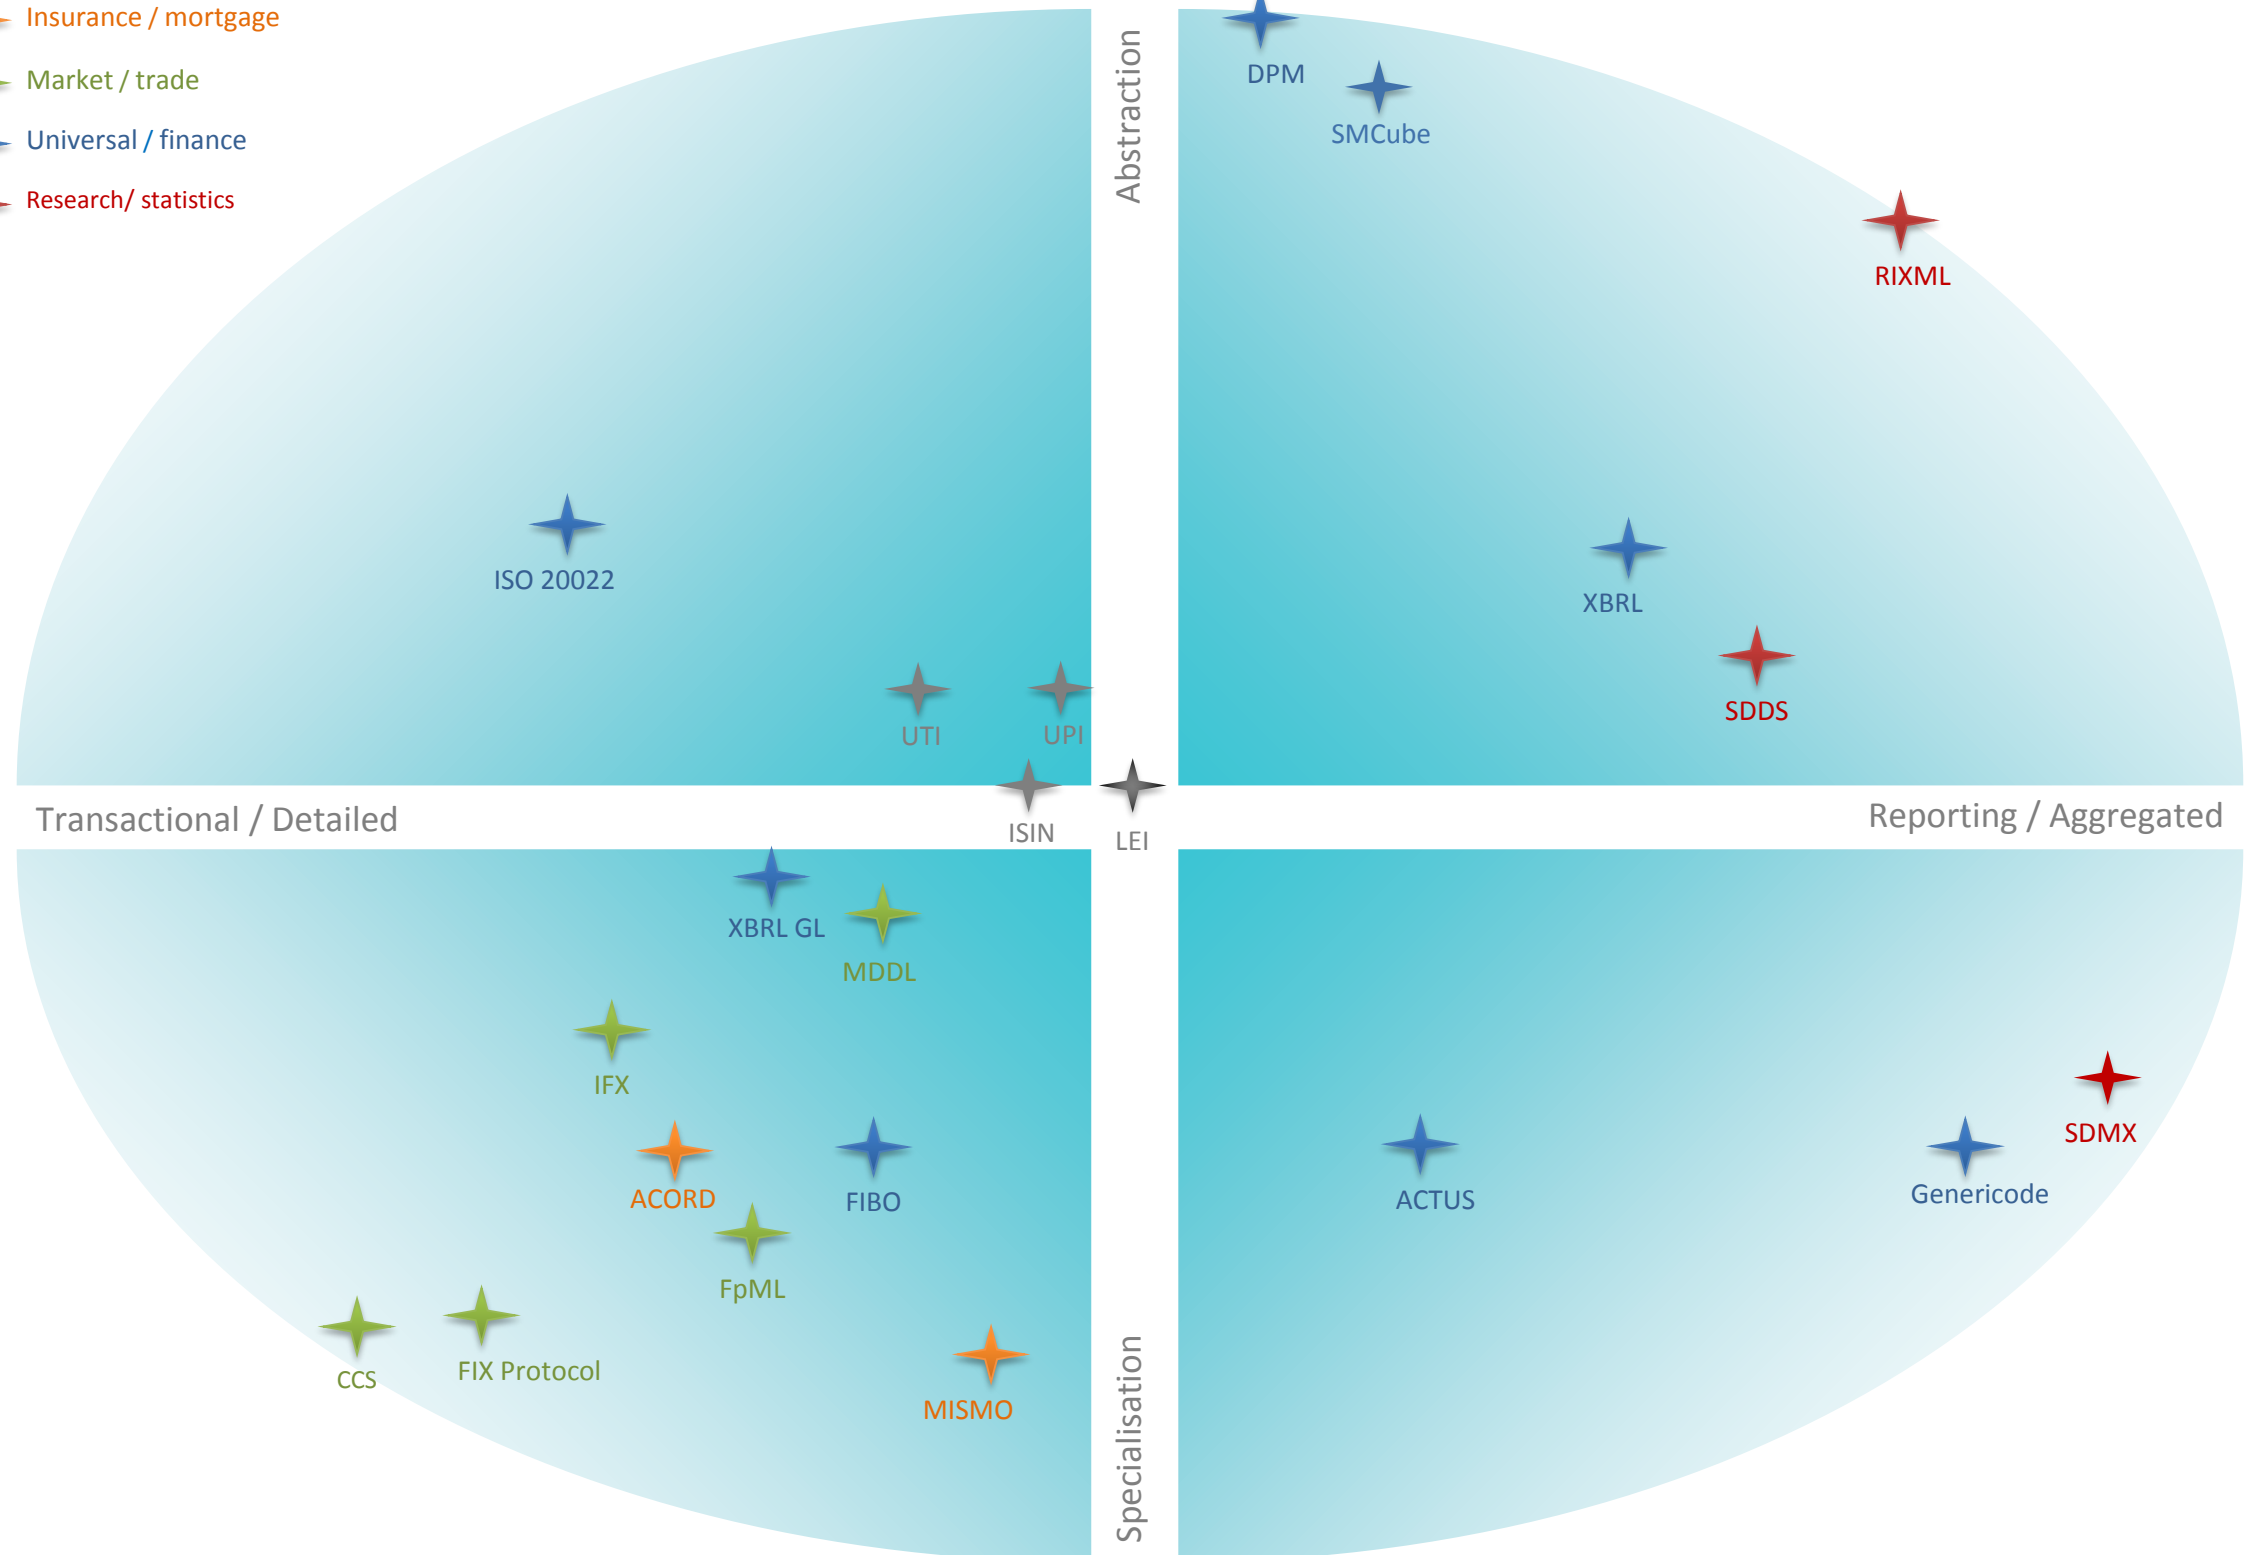 Insurance / mortgage
Market / trade
Universal / finance
Research/ statistics
Abstraction
DPM
SMCube
RIXML
ISO 20022
XBRL
SDDS
UTI
UPI
Transactional / Detailed
ISIN
LEI
Reporting / Aggregated
XBRL GL
MDDL
IFX
ACORD
FIBO
FpML
CCS
FIX Protocol
MISMO
ACTUS
Genericode
SDMX
Specialisation